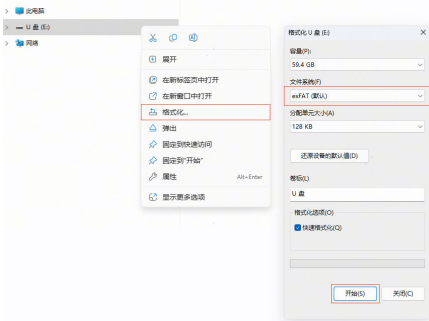 此电脑
U 盘 (E:)
网络
展开
在新标签页中打开
在新窗口中打开
格式化...
弹出
固定到快速访问
固定到"开始"
属性 Alt+Enter
显示更多选项
格式化 U 盘 (E:)
容量(P):
59.4 GB
文件系统(F)
exFAT (默认)
分配单元大小(A)
128 KB
还原设备的默认值(D)
卷标(L)
U 盘
格式化选项(O)
快速格式化(Q)
开始(S) 关闭(C)